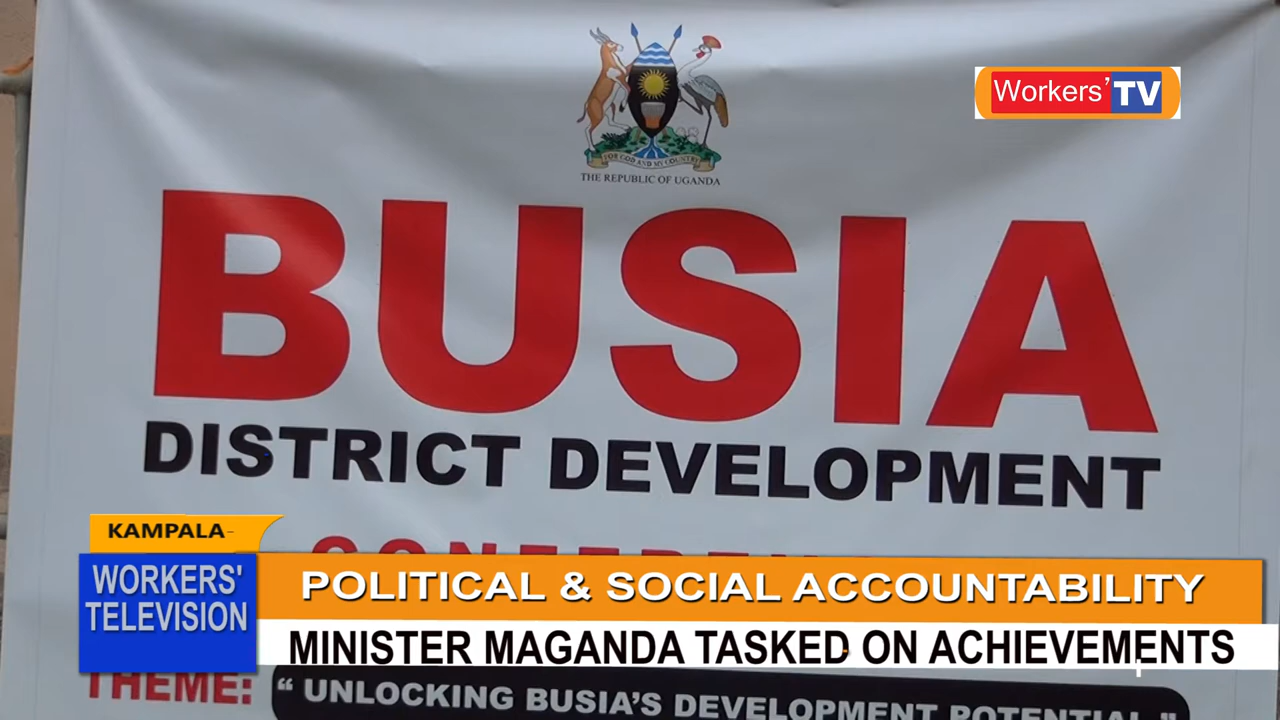 FOR GOD AND MY COUNTRY
THE REPUBLIC OF UGANDA
Workers' TV
BUSIA
DISTRICT DEVELOPMENT
KAMPALA-
WORKERS'
TELEVISION
POLITICAL & SOCIAL ACCOUNTABILITY
MINISTER MAGANDA TASKED ON ACHIEVEMENTS
THEME: “ UNLOCKING BUSIA'S DEVELOPMENT POTENTIAL ”